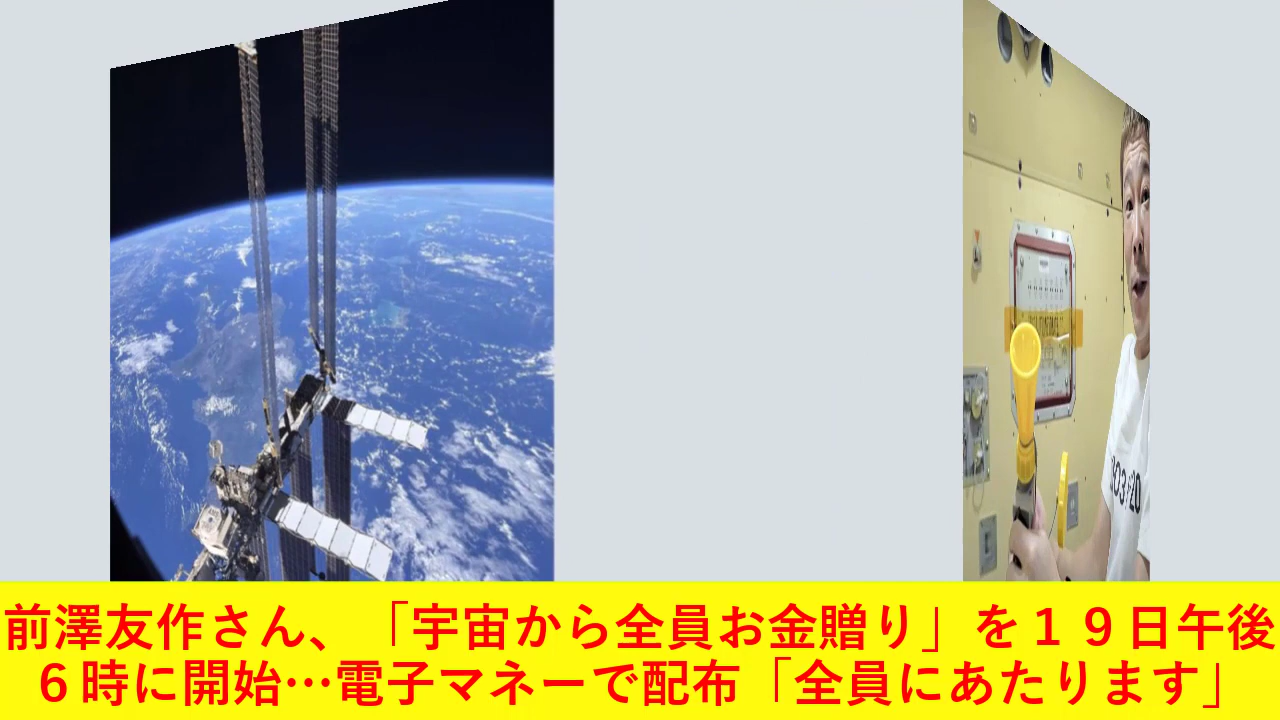 前澤友作さん、「宇宙から全員お金贈り」を１９日午後
６時に開始…電子マネーで配布「全員にあたります」